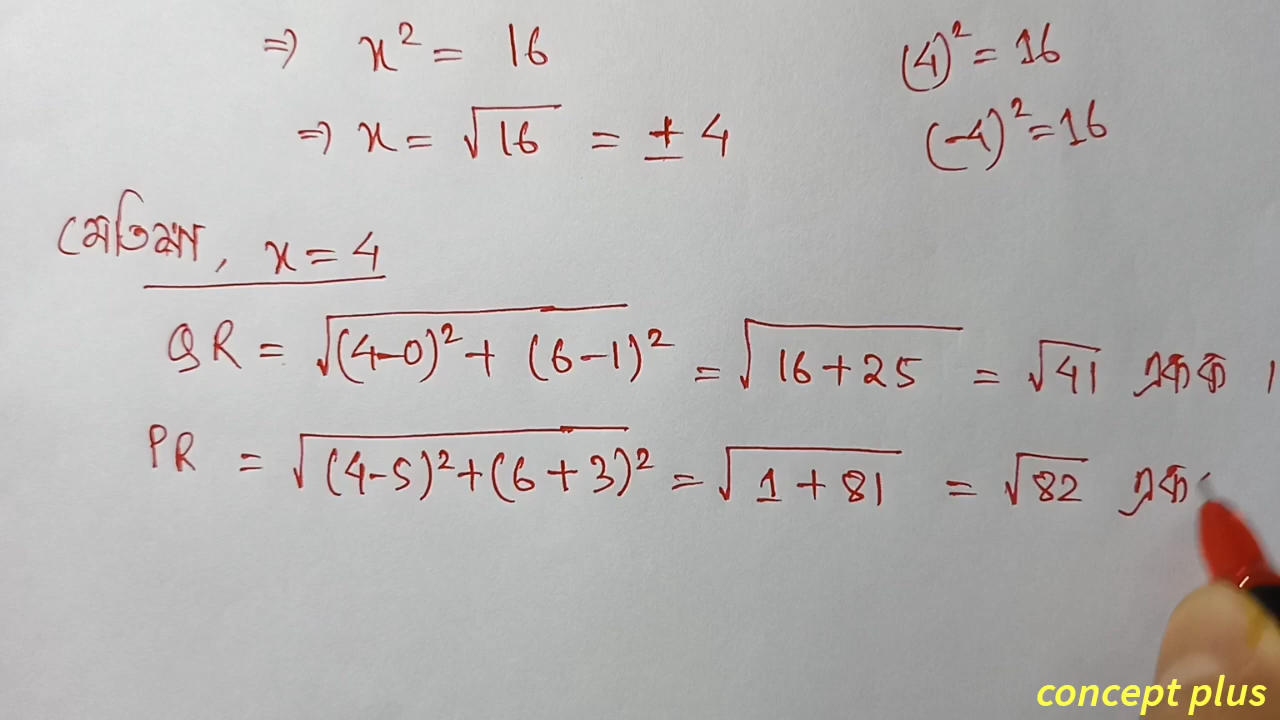 ⇒ x² = 16 (4)² = 16
⇒ x = √16 = ± 4 (-4)² = 16
যেতিয়া, x = 4
QR = √(4-0)² + (6-1)² = √16+25 = √41 একক ।
PR = √(4-5)² + (6+3)² = √1+81 = √82 এক
concept plus